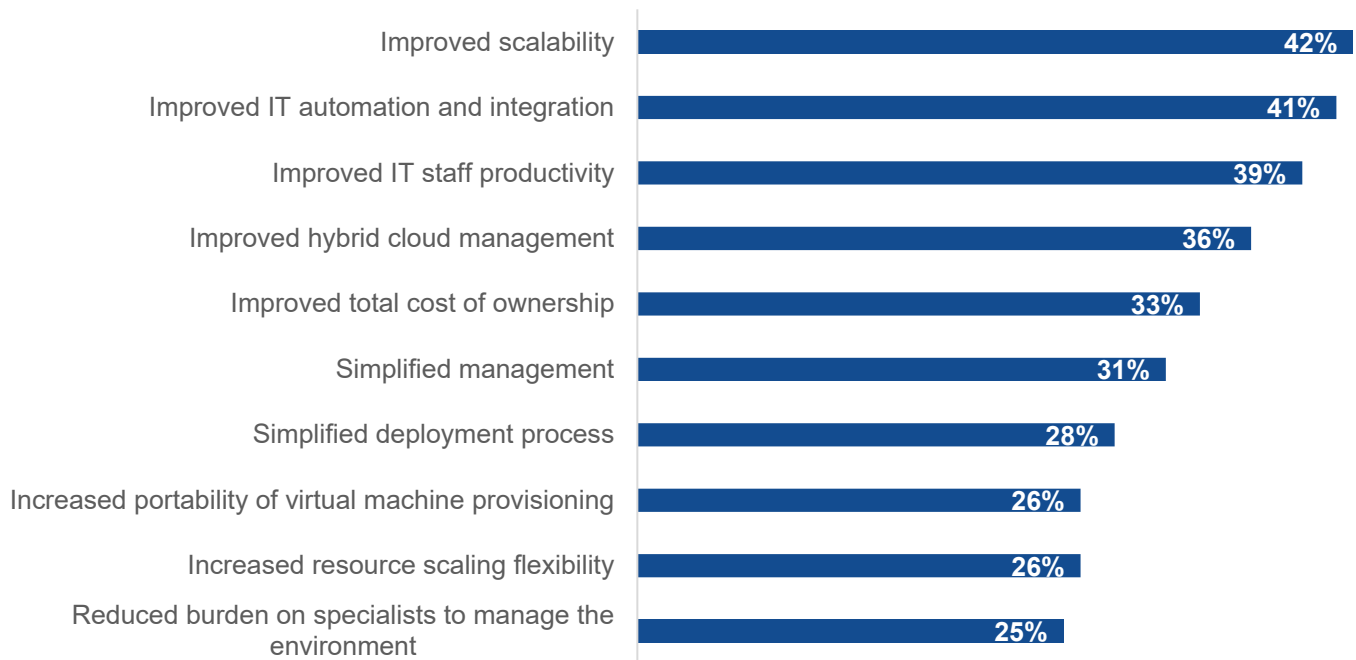 Improved scalability 42%
Improved IT automation and integration 41%
Improved IT staff productivity 39%
Improved hybrid cloud management 36%
Improved total cost of ownership 33%
Simplified management 31%
Simplified deployment process 28%
Increased portability of virtual machine provisioning 26%
Increased resource scaling flexibility 26%
Reduced burden on specialists to manage the
environment 25%